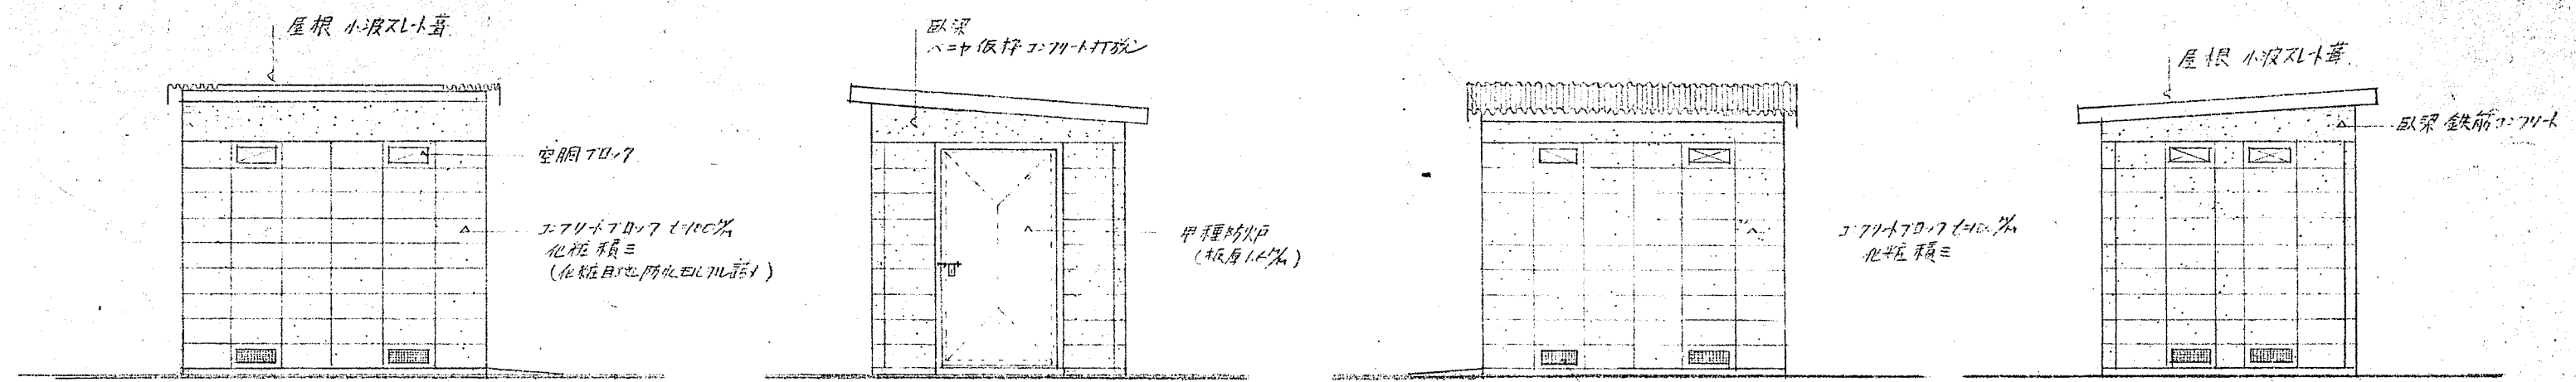 屋根 小波スレート葺
臥梁
ベニヤ仮枠コンクリート打放シ
空胴ブロック
コンクリートブロック t=100m/m
化粧積ミ
(化粧目地防水モルタル詰メ)
甲種防火戸
(板厚1.5m/m)
コンクリートブロック t=100m/m
化粧積ミ
屋根 小波スレート葺
臥梁 鉄筋コンクリート